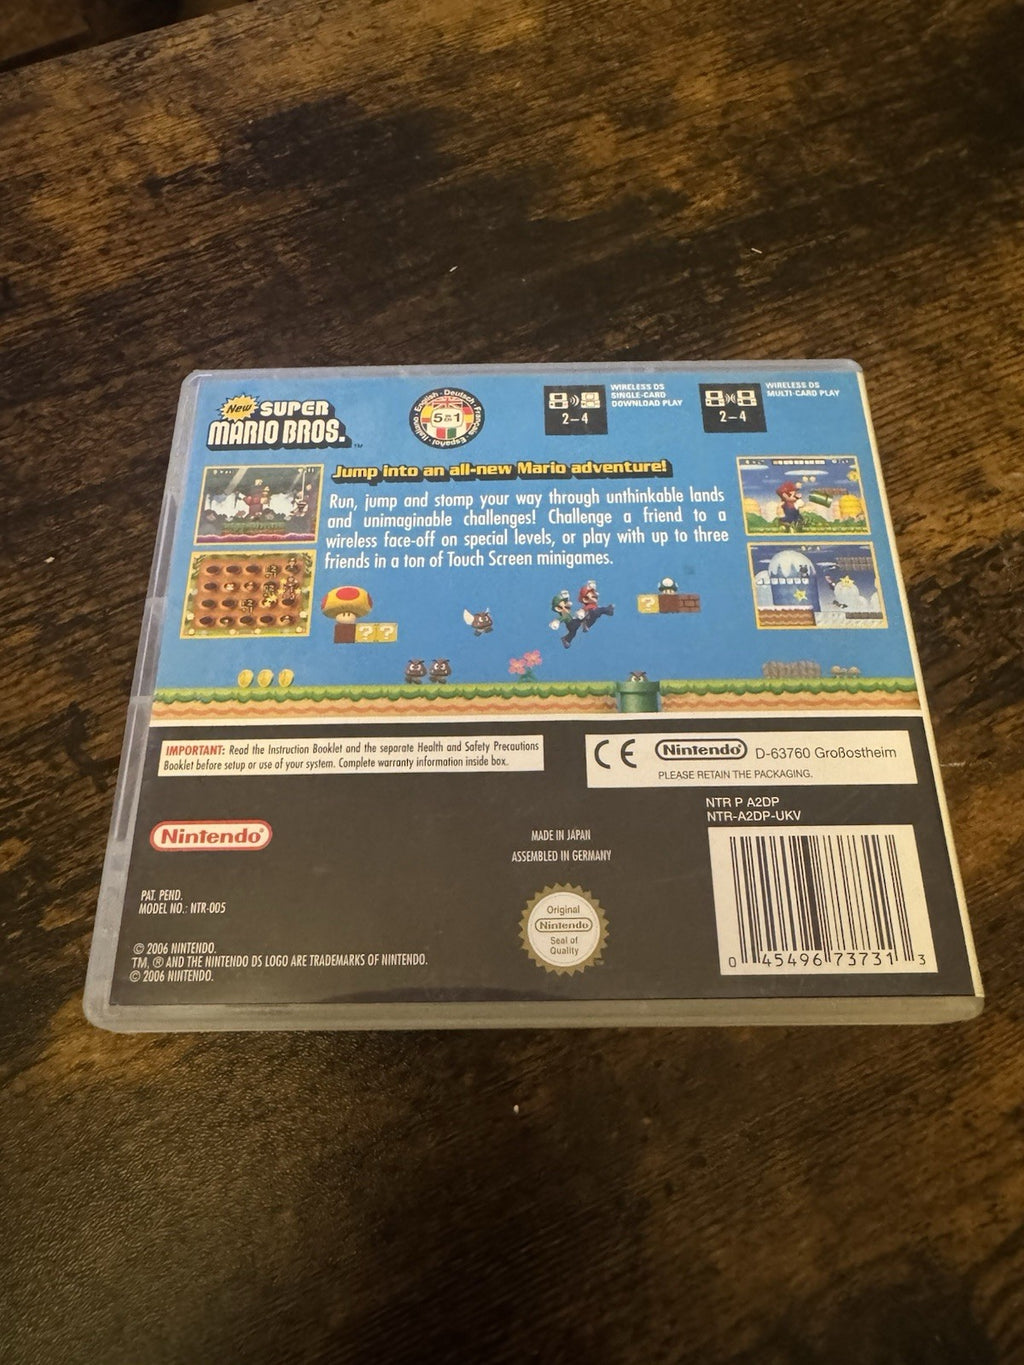 New SUPER
MARIO BROS.™
English · Deutsch · Français · Español · Italiano
5 in 1
2-4
WIRELESS DS
SINGLE-CARD
DOWNLOAD PLAY
2-4
WIRELESS DS
MULTI-CARD PLAY
Jump into an all-new Mario adventure!
Run, jump and stomp your way through unthinkable lands
and unimaginable challenges! Challenge a friend to a
wireless face-off on special levels, or play with up to three
friends in a ton of Touch Screen minigames.
IMPORTANT: Read the Instruction Booklet and the separate Health and Safety Precautions
Booklet before setup or use of your system. Complete warranty information inside box.
CE Nintendo D-63760 Großostheim
PLEASE RETAIN THE PACKAGING.
NTR P A2DP
NTR-A2DP-UKV
Nintendo
MADE IN JAPAN
ASSEMBLED IN GERMANY
PAT. PEND.
MODEL NO.: NTR-005
Original
Nintendo
Seal of
Quality
© 2006 NINTENDO.
TM, ® AND THE NINTENDO DS LOGO ARE TRADEMARKS OF NINTENDO.
© 2006 NINTENDO.
0 45496 73731 3